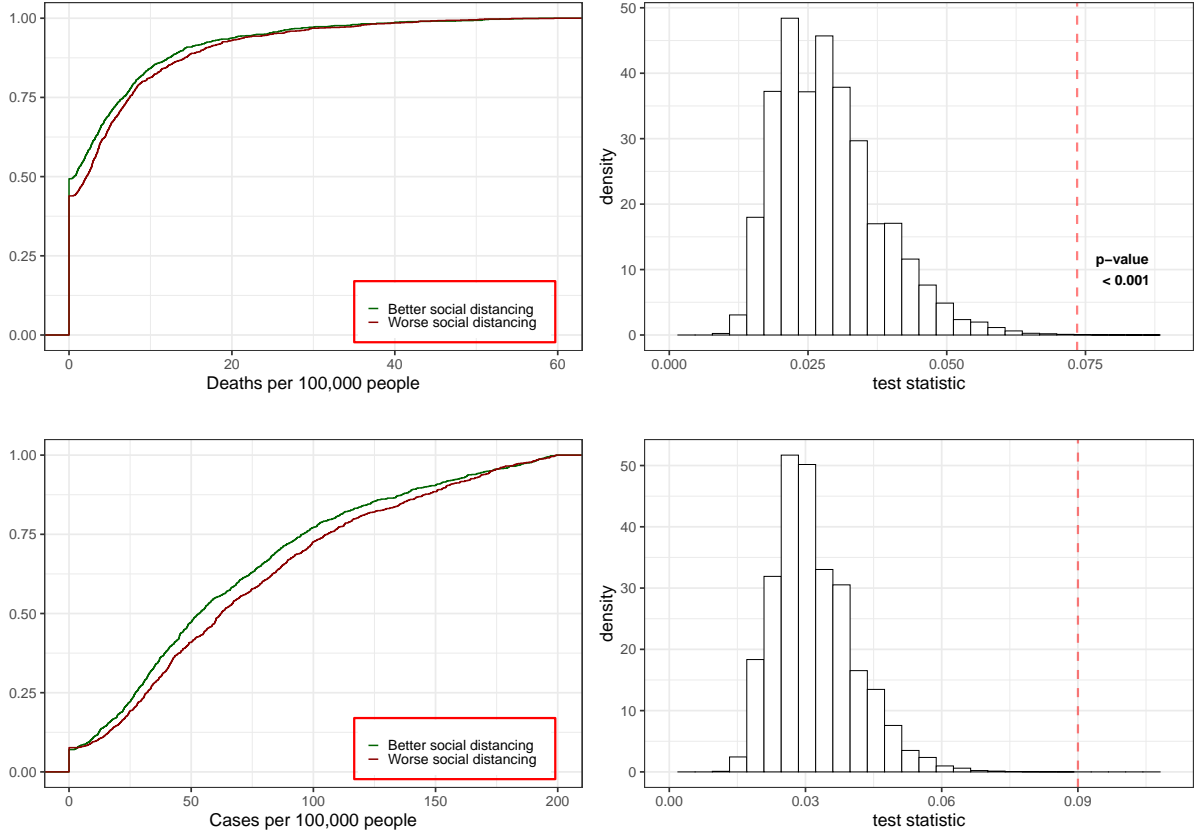 1.00
0.75
0.50
0.25
0.00
0 20 40 60
Deaths per 100,000 people
Better social distancing
Worse social distancing
50
40
30
20
10
0
density
0.000 0.025 0.050 0.075
test statistic
p−value
< 0.001
1.00
0.75
0.50
0.25
0.00
0 50 100 150 200
Cases per 100,000 people
Better social distancing
Worse social distancing
50
40
30
20
10
0
density
0.00 0.03 0.06 0.09
test statistic